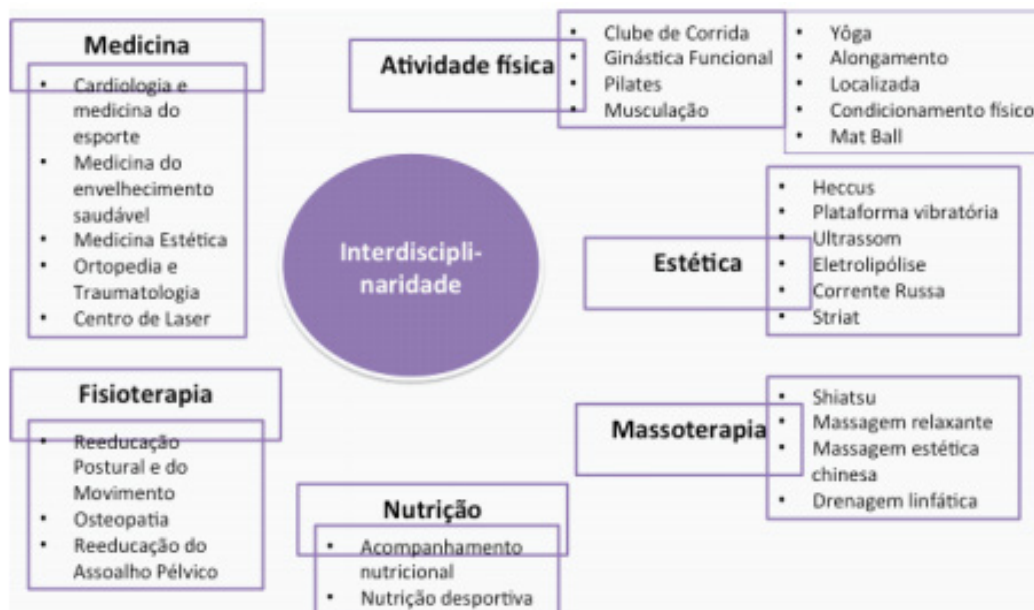 Medicina
• Cardiologia e
medicina do
esporte
• Medicina do
envelhecimento
saudável
• Medicina Estética
• Ortopedia e
Traumatologia
• Centro de Laser
Atividade física
• Clube de Corrida
• Ginástica Funcional
• Pilates
• Musculação
• Yôga
• Alongamento
• Localizada
• Condicionamento físico
• Mat Ball
Interdiscipli-
naridade
Estética
• Heccus
• Plataforma vibratória
• Ultrassom
• Eletrolipólise
• Corrente Russa
• Striat
Fisioterapia
• Reeducação
Postural e do
Movimento
• Osteopatia
• Reeducação do
Assoalho Pélvico
Massoterapia
• Shiatsu
• Massagem relaxante
• Massagem estética
chinesa
• Drenagem linfática
Nutrição
• Acompanhamento
nutricional
• Nutrição desportiva